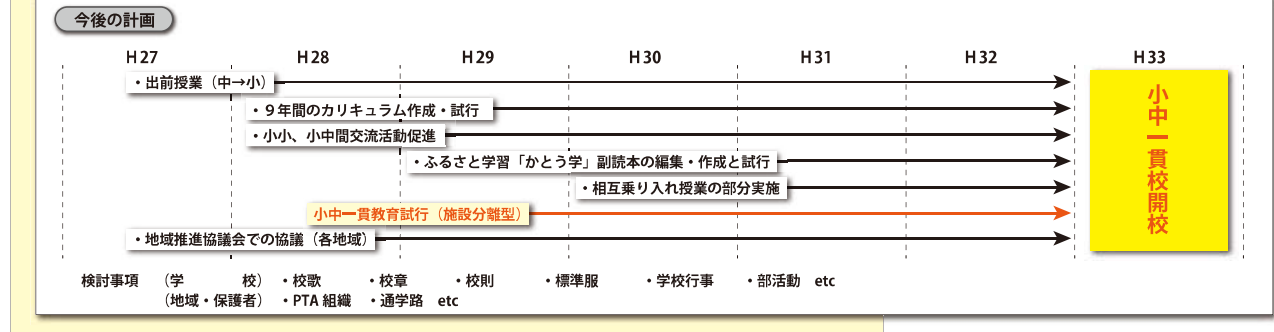 今後の計画
H27 H28 H29 H30 H31 H32 H33
・出前授業（中→小）
・９年間のカリキュラム作成・試行
・小小、小中間交流活動促進
・ふるさと学習「かとう学」副読本の編集・作成と試行
・相互乗り入れ授業の部分実施
小中一貫教育試行（施設分離型）
・地域推進協議会での協議（各地域）
小中一貫校開校
検討事項 （学 校） ・校歌 ・校章 ・校則 ・標準服 ・学校行事 ・部活動 etc
（地域・保護者） ・PTA 組織 ・通学路 etc